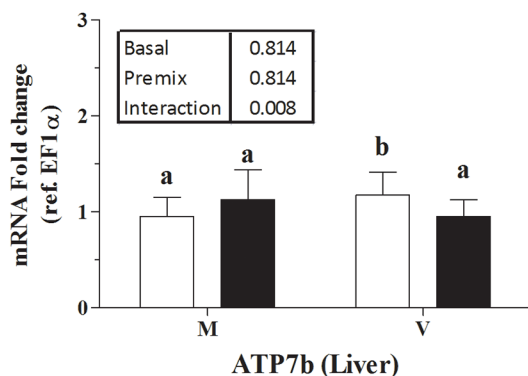 mRNA Fold change
(ref. EF1α)
3
2
1
0
Basal 0.814
Premix 0.814
Interaction 0.008
a
a
b
a
M
V
ATP7b (Liver)